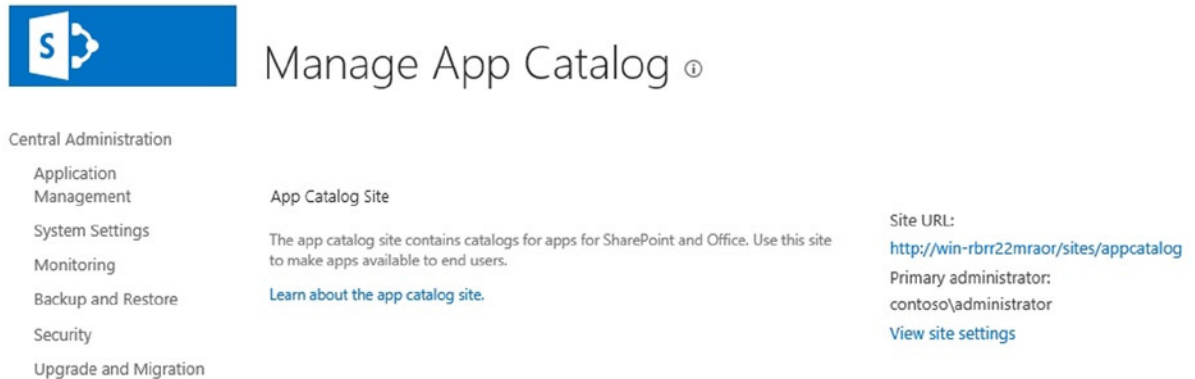 S
Manage App Catalog
Central Administration
Application
Management
System Settings
Monitoring
Backup and Restore
Security
Upgrade and Migration
App Catalog Site
The app catalog site contains catalogs for apps for SharePoint and Office. Use this site
to make apps available to end users.
Learn about the app catalog site.
Site URL:
http://win-rbrr22mraor/sites/appcatalog
Primary administrator:
contoso\administrator
View site settings